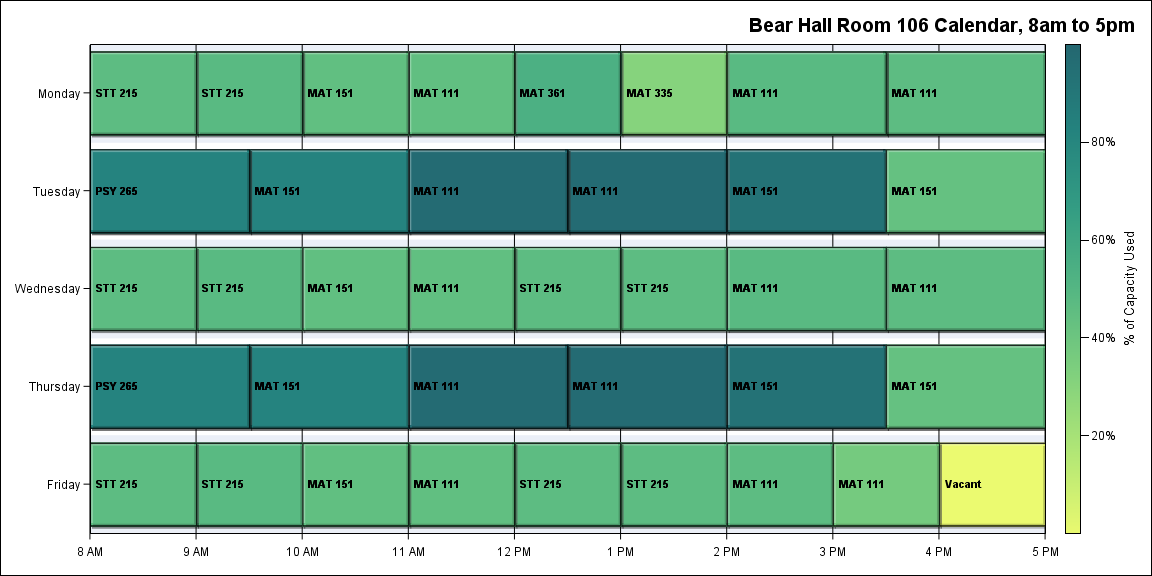 Bear Hall Room 106 Calendar, 8am to 5pm
Monday
STT 215
STT 215
MAT 151
MAT 111
MAT 361
MAT 335
MAT 111
MAT 111
Tuesday
PSY 265
MAT 151
MAT 111
MAT 111
MAT 151
MAT 151
Wednesday
STT 215
STT 215
MAT 151
MAT 111
STT 215
STT 215
MAT 111
MAT 111
Thursday
PSY 265
MAT 151
MAT 111
MAT 111
MAT 151
MAT 151
Friday
STT 215
STT 215
MAT 151
MAT 111
STT 215
STT 215
MAT 111
MAT 111
Vacant
8 AM
9 AM
10 AM
11 AM
12 PM
1 PM
2 PM
3 PM
4 PM
5 PM
80%
60%
40%
20%
% of Capacity Used